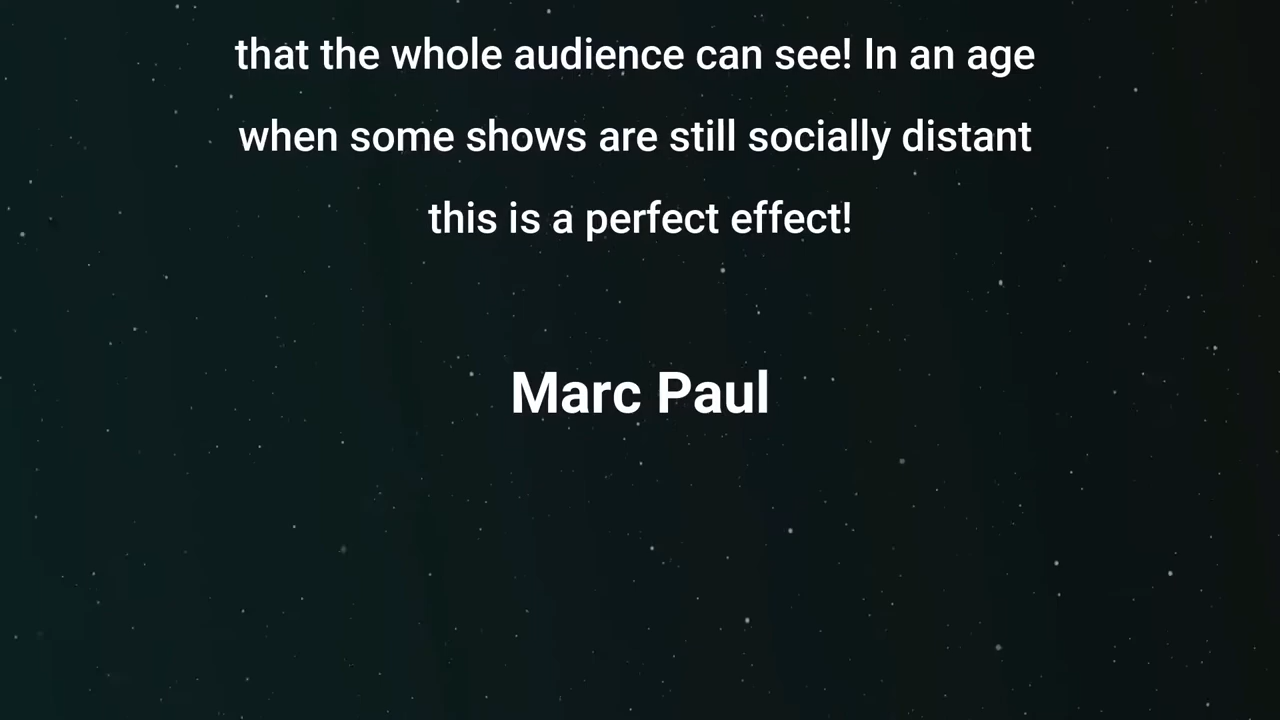 that the whole audience can see! In an age
when some shows are still socially distant
this is a perfect effect!
Marc Paul